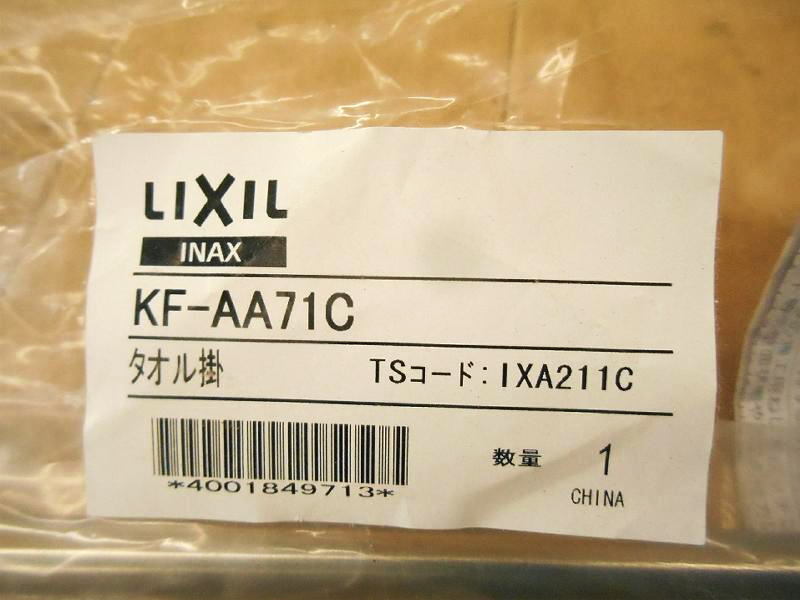 LIXIL
INAX
KF-AA71C
タオル掛 TSコード:IXA211C
*4001849713*
数量 1
CHINA